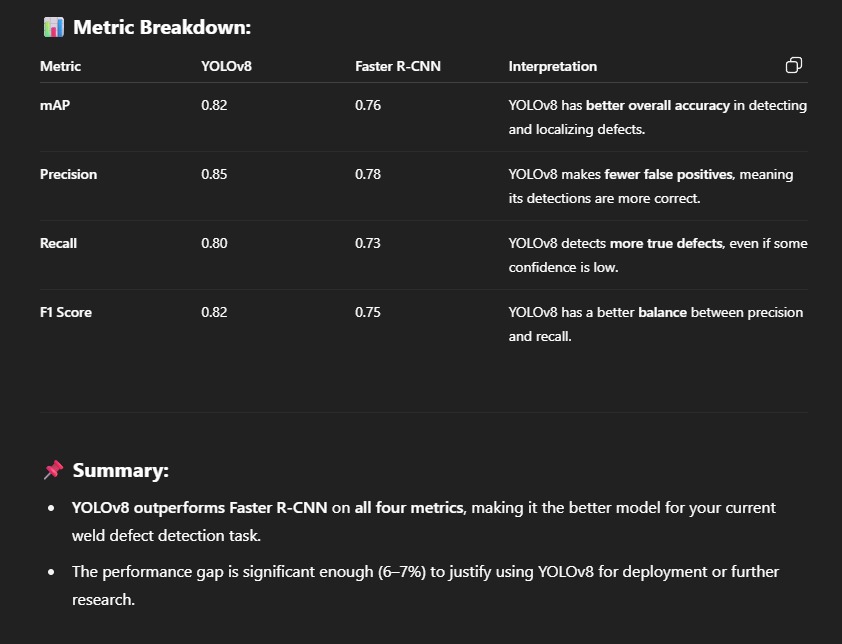 📊 Metric Breakdown:
Metric YOLOv8 Faster R-CNN Interpretation
mAP 0.82 0.76 YOLOv8 has better overall accuracy in detecting
and localizing defects.
Precision 0.85 0.78 YOLOv8 makes fewer false positives, meaning
its detections are more correct.
Recall 0.80 0.73 YOLOv8 detects more true defects, even if some
confidence is low.
F1 Score 0.82 0.75 YOLOv8 has a better balance between precision
and recall.
📌 Summary:
• YOLOv8 outperforms Faster R-CNN on all four metrics, making it the better model for your current
weld defect detection task.
• The performance gap is significant enough (6–7%) to justify using YOLOv8 for deployment or further
research.